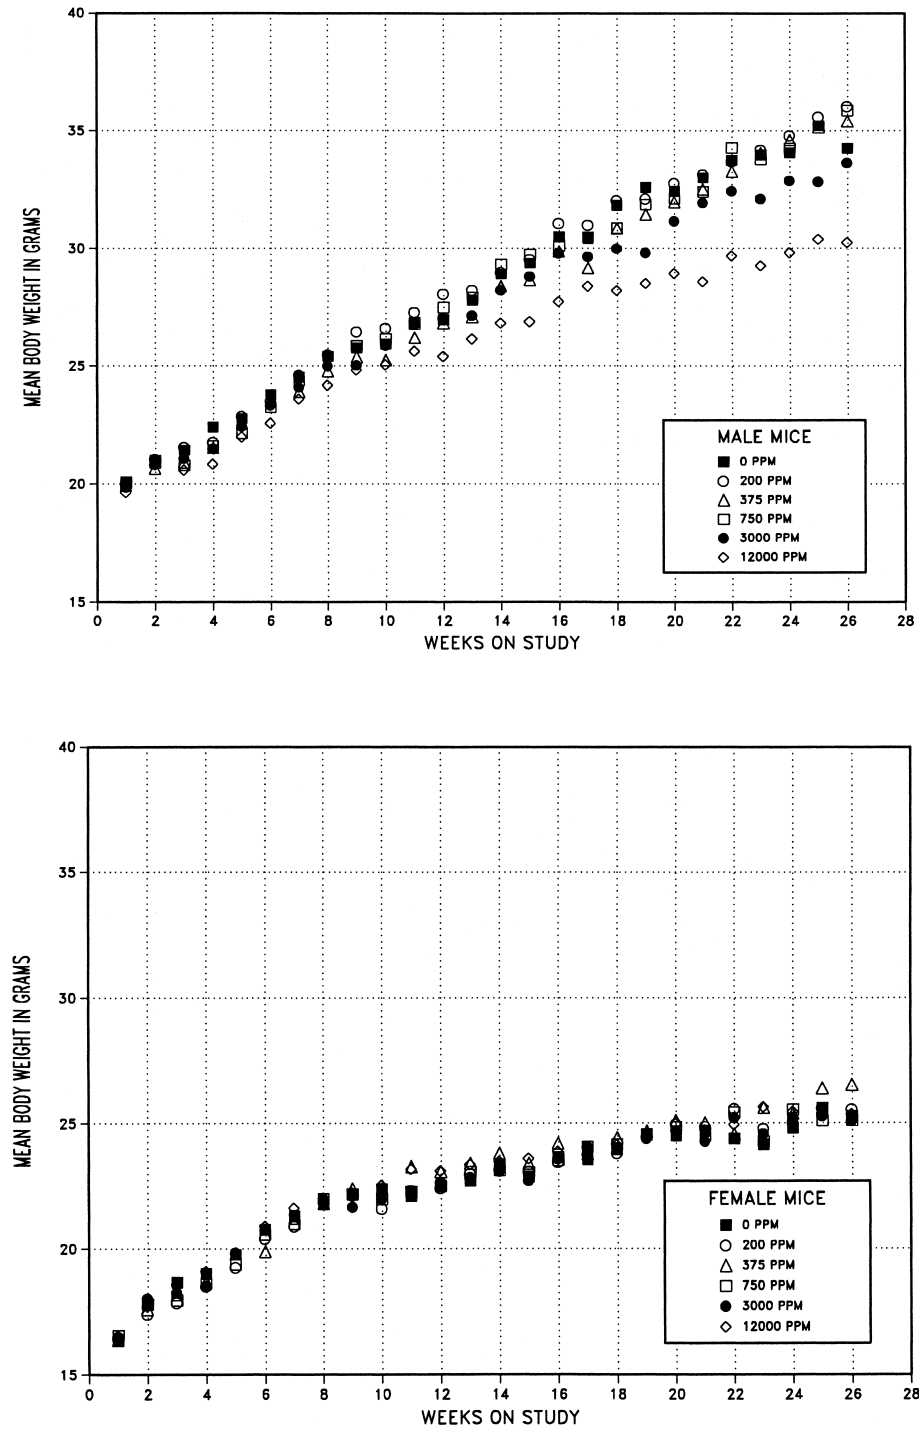 40
35
30
25
20
15
MEAN BODY WEIGHT IN GRAMS
MALE MICE
0 PPM
200 PPM
375 PPM
750 PPM
3000 PPM
12000 PPM
0 2 4 6 8 10 12 14 16 18 20 22 24 26 28
WEEKS ON STUDY
40
35
30
25
20
15
MEAN BODY WEIGHT IN GRAMS
FEMALE MICE
0 PPM
200 PPM
375 PPM
750 PPM
3000 PPM
12000 PPM
0 2 4 6 8 10 12 14 16 18 20 22 24 26 28
WEEKS ON STUDY